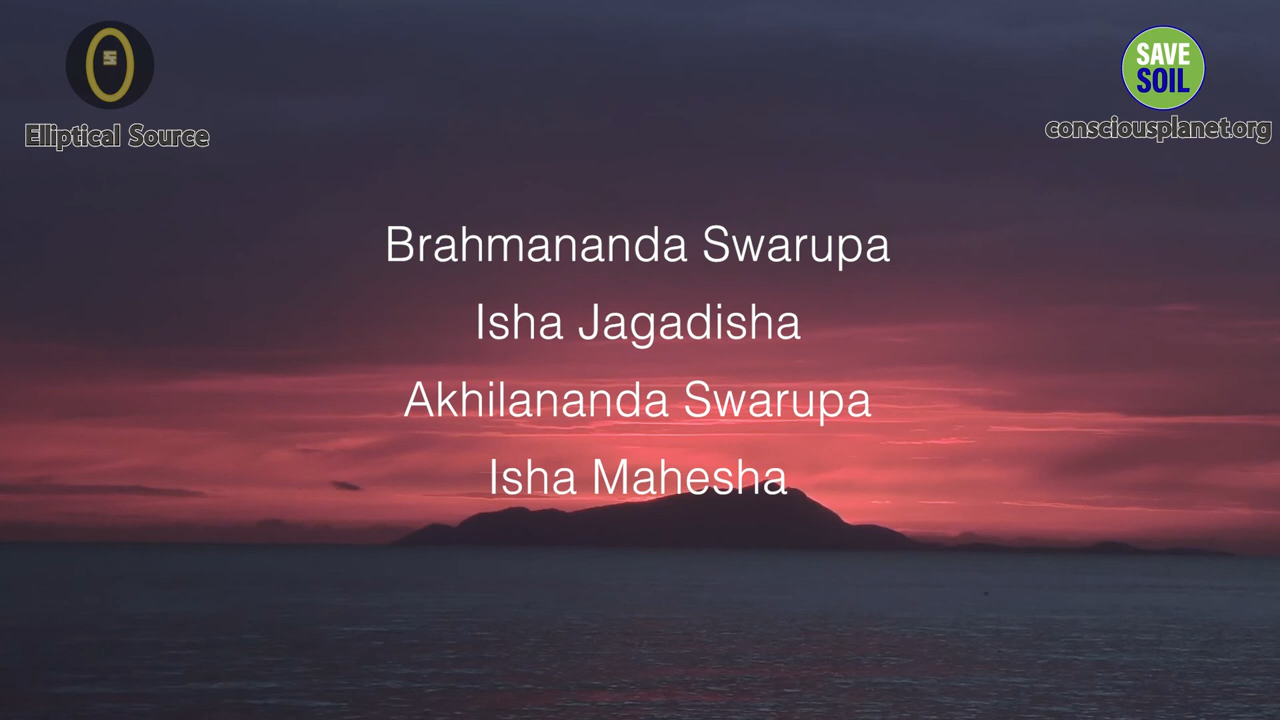 Elliptical Source
SAVE
SOIL
consciousplanet.org
Brahmananda Swarupa
Isha Jagadisha
Akhilananda Swarupa
Isha Mahesha